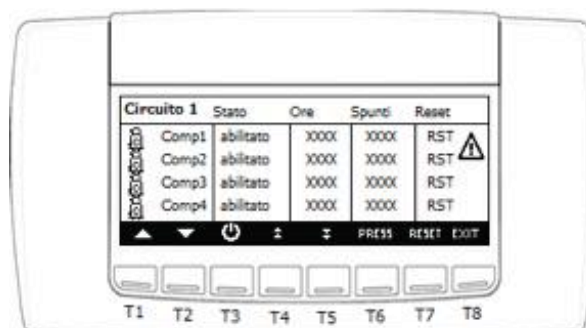 Circuito 1 Stato Ore Spunti Reset
Comp1 abilitato XXXX XXXX RST
Comp2 abilitato XXXX XXXX RST
Comp3 abilitato XXXX XXXX RST
Comp4 abilitato XXXX XXXX RST
PRESS RESET EXIT
T1 T2 T3 T4 T5 T6 T7 T8